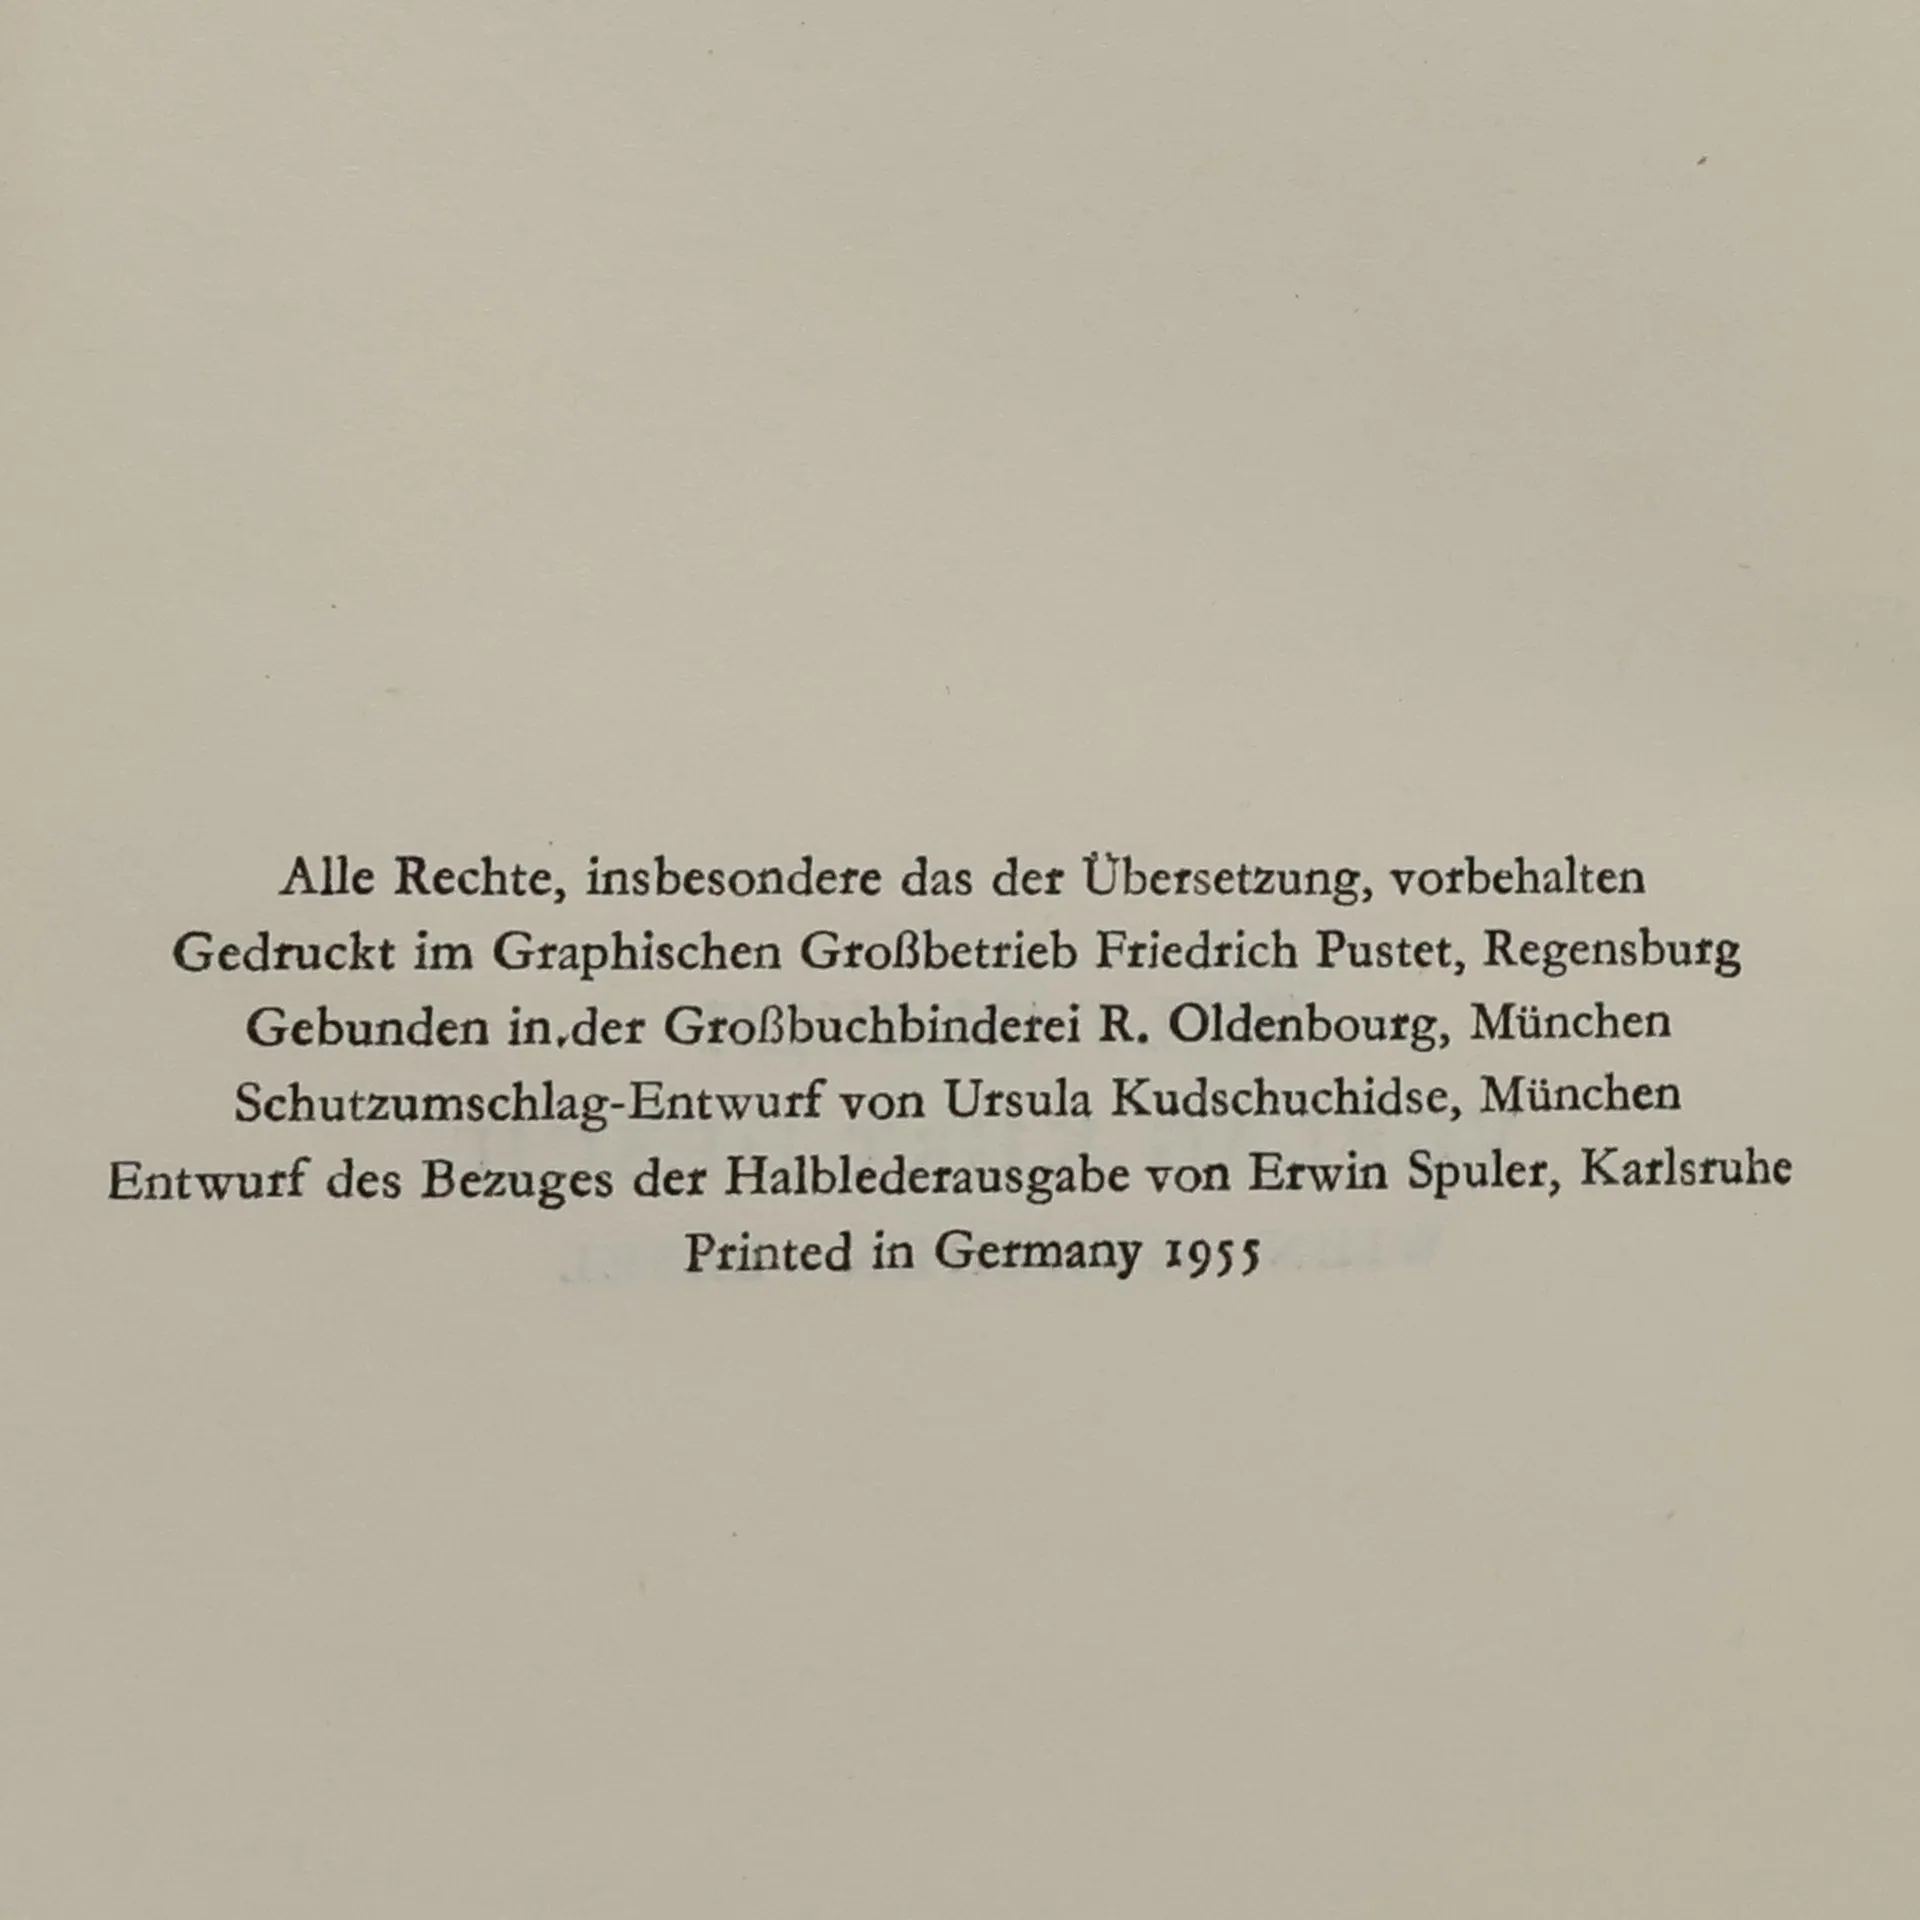 Alle Rechte, insbesondere das der Übersetzung, vorbehalten
Gedruckt im Graphischen Großbetrieb Friedrich Pustet, Regensburg
Gebunden in der Großbuchbinderei R. Oldenbourg, München
Schutzumschlag-Entwurf von Ursula Kudschuchidse, München
Entwurf des Bezuges der Halblederausgabe von Erwin Spuler, Karlsruhe
Printed in Germany 1955